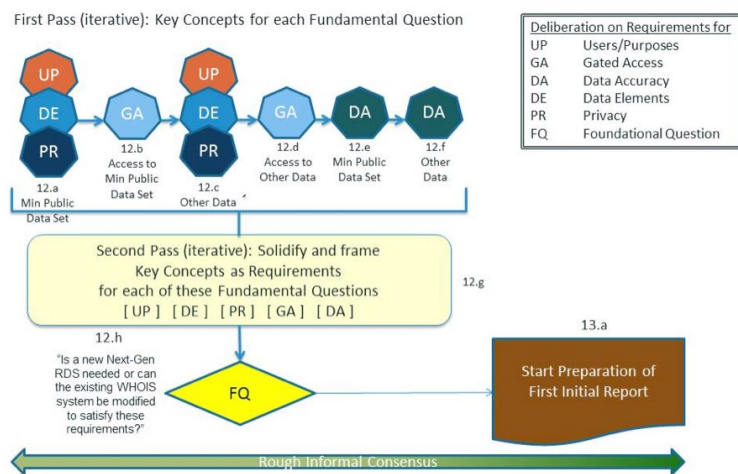 First Pass (iterative): Key Concepts for each Fundamental Question
Deliberation on Requirements for
UP Users/Purposes
GA Gated Access
DA Data Accuracy
DE Data Elements
PR Privacy
FQ Foundational Question
UP
DE
PR
12.a
Min Public
Data Set
GA
12.b
Access to
Min Public
Data Set
UP
DE
PR
12.c
Other Data
GA
12.d
Access to
Other Data
DA
12.e
Min Public
Data Set
DA
12.f
Other
Data
Second Pass (iterative): Solidify and frame
Key Concepts as Requirements
for each of these Fundamental Questions
[ UP ] [ DE ] [ PR ] [ GA ] [ DA ]
12.g
12.h
"Is a new Next-Gen
RDS needed or can
the existing WHOIS
system be modified
to satisfy these
requirements?"
FQ
13.a
Start Preparation of
First Initial Report
Rough Informal Consensus